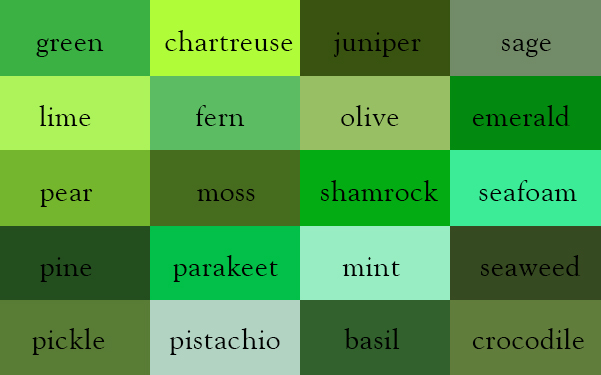 green chartreuse juniper sage
lime fern olive emerald
pear moss shamrock seafoam
pine parakeet mint seaweed
pickle pistachio basil crocodile